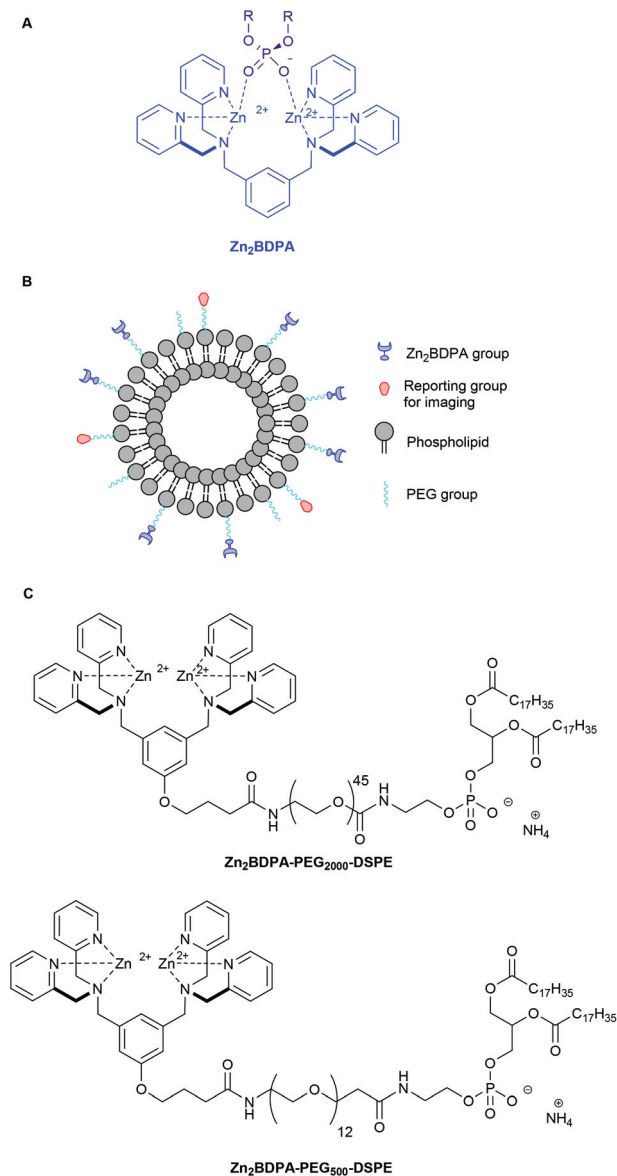 A
R R
O O
P
O O −
N N
N Zn 2+ Zn 2+ N
N N
Zn₂BDPA
B
Zn₂BDPA group
Reporting group
for imaging
Phospholipid
PEG group
C
N N
N Zn 2+ Zn 2+ N
N N
O
O C₁₇H₃₅
O C₁₇H₃₅
O
O
O
N
H
O
45
O
H
N
O
P
O
O ⊖
⊕
NH₄
O
Zn₂BDPA-PEG₂₀₀₀-DSPE
N N
N Zn 2+ Zn 2+ N
N N
O
O C₁₇H₃₅
O C₁₇H₃₅
O
O
O
N
H
O
12
O
H
N
O
P
O
O ⊖
⊕
NH₄
O
Zn₂BDPA-PEG₅₀₀-DSPE